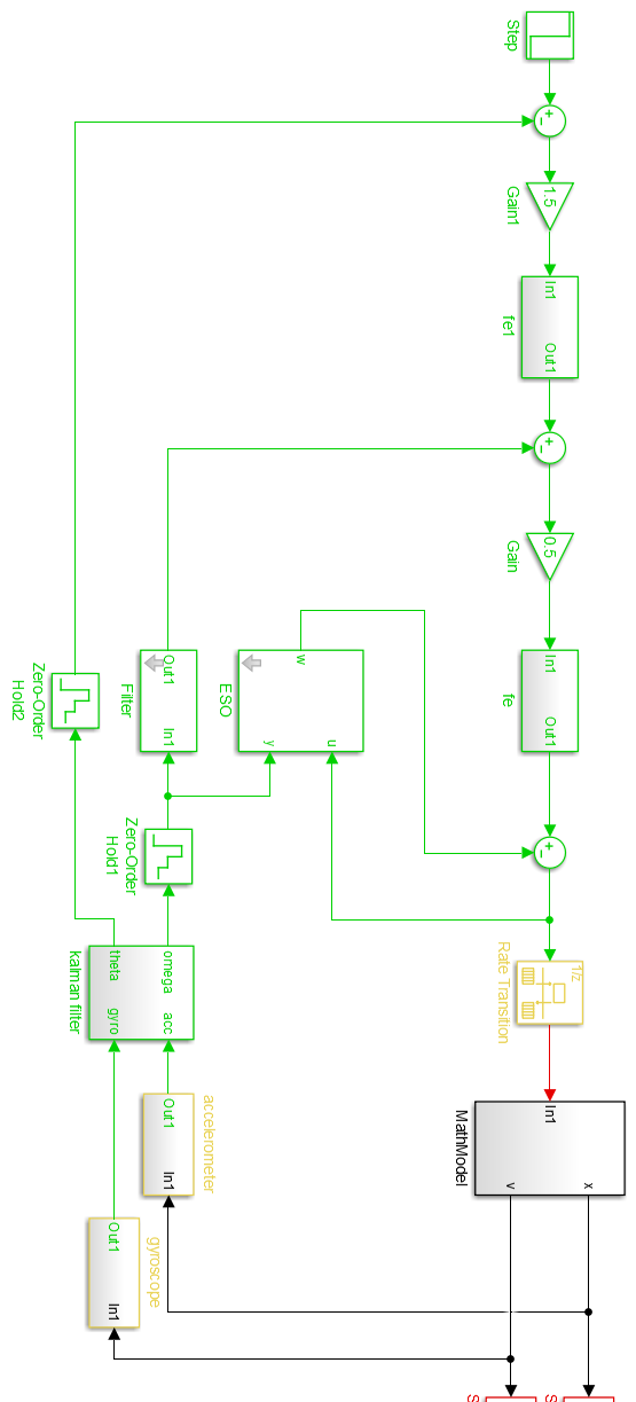 Step
+
−
1.5
Gain1
In1
Out1
fe1
+
−
0.5
Gain
In1
Out1
fe
+
−
w
y
u
ESO
Out1
In1
Filter
Zero-Order
Hold2
Zero-Order
Hold1
1/z
Rate Transition
theta
gyro
omega
acc
kalman filter
In1
v
x
MathModel
accelerometer
Out1
In1
gyroscope
Out1
In1
S
S